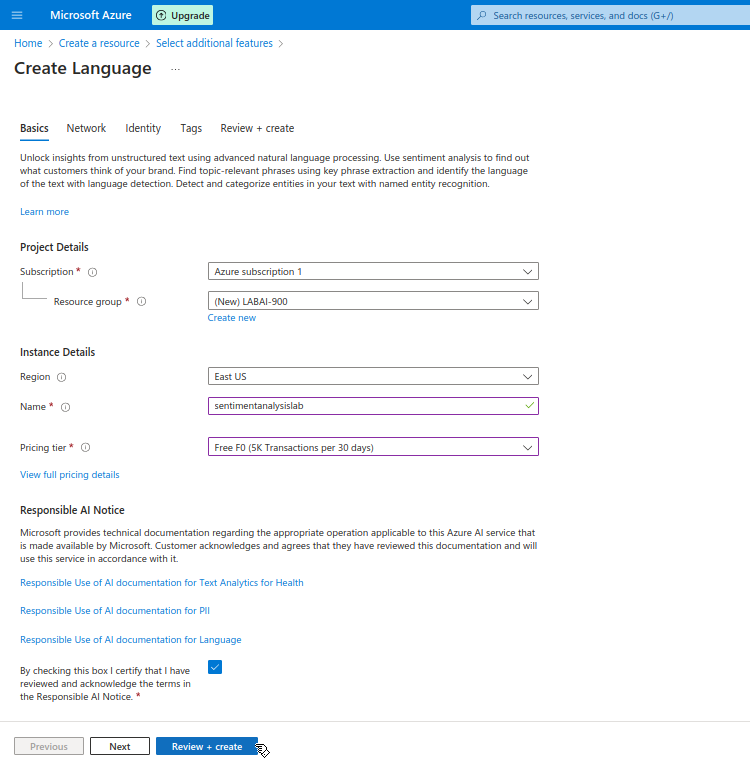 Microsoft Azure
Upgrade
Search resources, services, and docs (G+/)
Home > Create a resource > Select additional features >
Create Language ...
Basics Network Identity Tags Review + create
Unlock insights from unstructured text using advanced natural language processing. Use sentiment analysis to find out
what customers think of your brand. Find topic-relevant phrases using key phrase extraction and identify the language
of the text with language detection. Detect and categorize entities in your text with named entity recognition.
Learn more
Project Details
Subscription * Azure subscription 1
Resource group * (New) LABAI-900
Create new
Instance Details
Region East US
Name * sentimentanalysislab
Pricing tier * Free F0 (5K Transactions per 30 days)
View full pricing details
Responsible AI Notice
Microsoft provides technical documentation regarding the appropriate operation applicable to this Azure AI service that
is made available by Microsoft. Customer acknowledges and agrees that they have reviewed this documentation and will
use this service in accordance with it.
Responsible Use of AI documentation for Text Analytics for Health
Responsible Use of AI documentation for PII
Responsible Use of AI documentation for Language
By checking this box I certify that I have
reviewed and acknowledge the terms in
the Responsible AI Notice. *
Previous Next Review + create